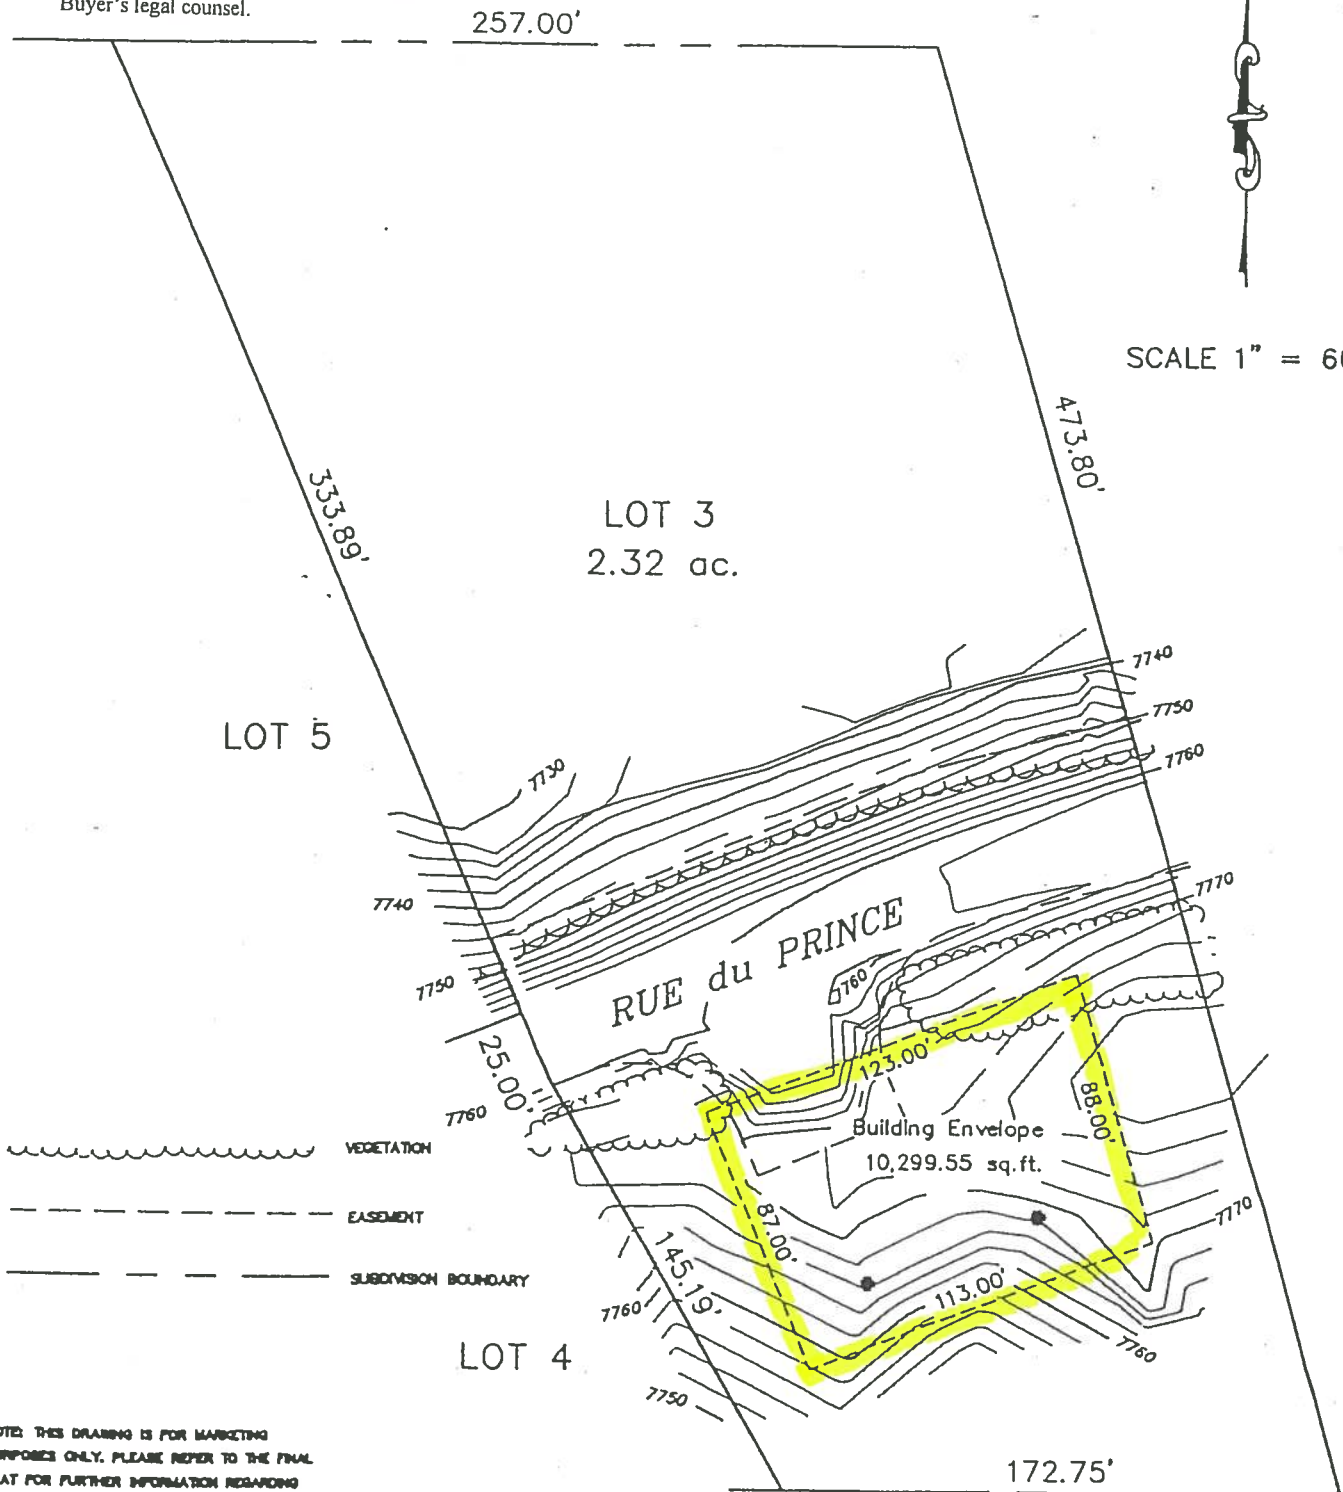 Buyer's legal counsel.
257.00'
SCALE 1" =
473.80'
333.89'
LOT 3
2.32 ac.
7740
7750
LOT 5
7760
7730
7740
7770
RUE du PRINCE
7750
7760
25.00'
123.00'
7760
88.00'
Building Envelope
VEGETATION
10,299.55 sq.ft.
EASEMENT
87.00'
7770
SUBDIVISION BOUNDARY
145.19'
113.00'
7760
7760
LOT 4
7750
THIS DRAWING IS FOR MARKETING
ONLY. PLEASE REFER TO THE FINAL
FOR FURTHER INFORMATION REGARDING
172.75'